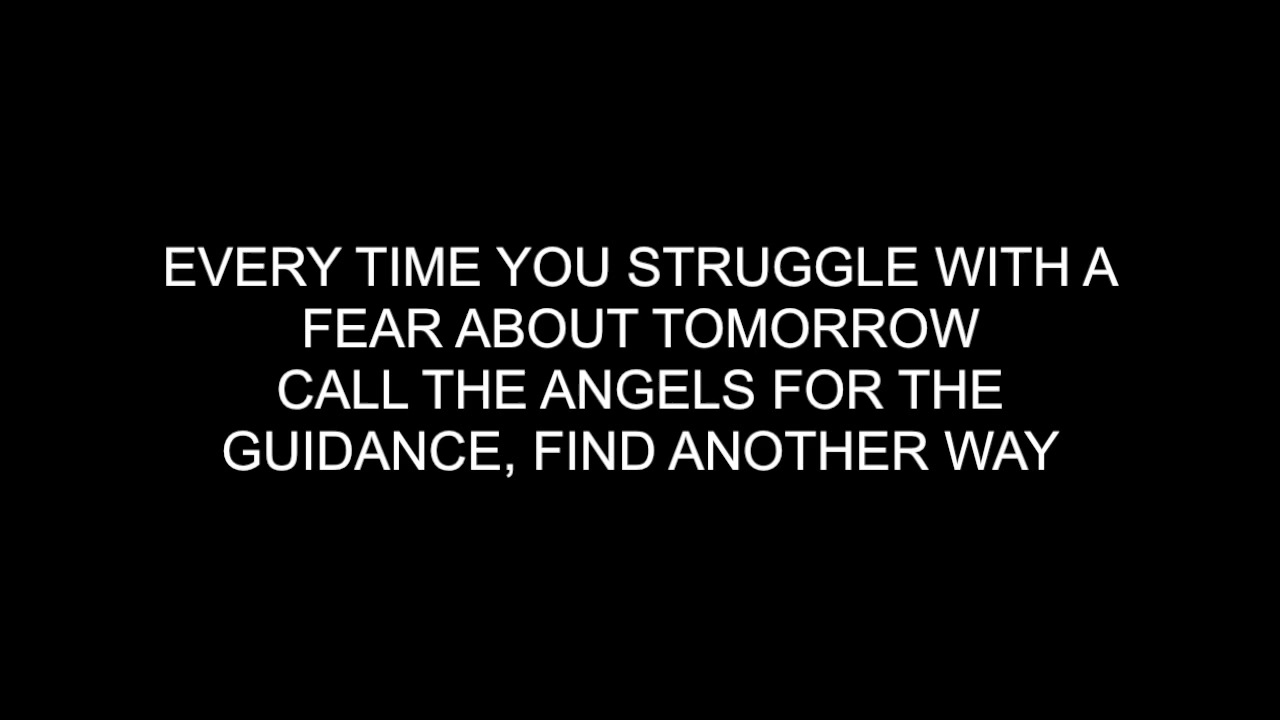 EVERY TIME YOU STRUGGLE WITH A
FEAR ABOUT TOMORROW
CALL THE ANGELS FOR THE
GUIDANCE, FIND ANOTHER WAY